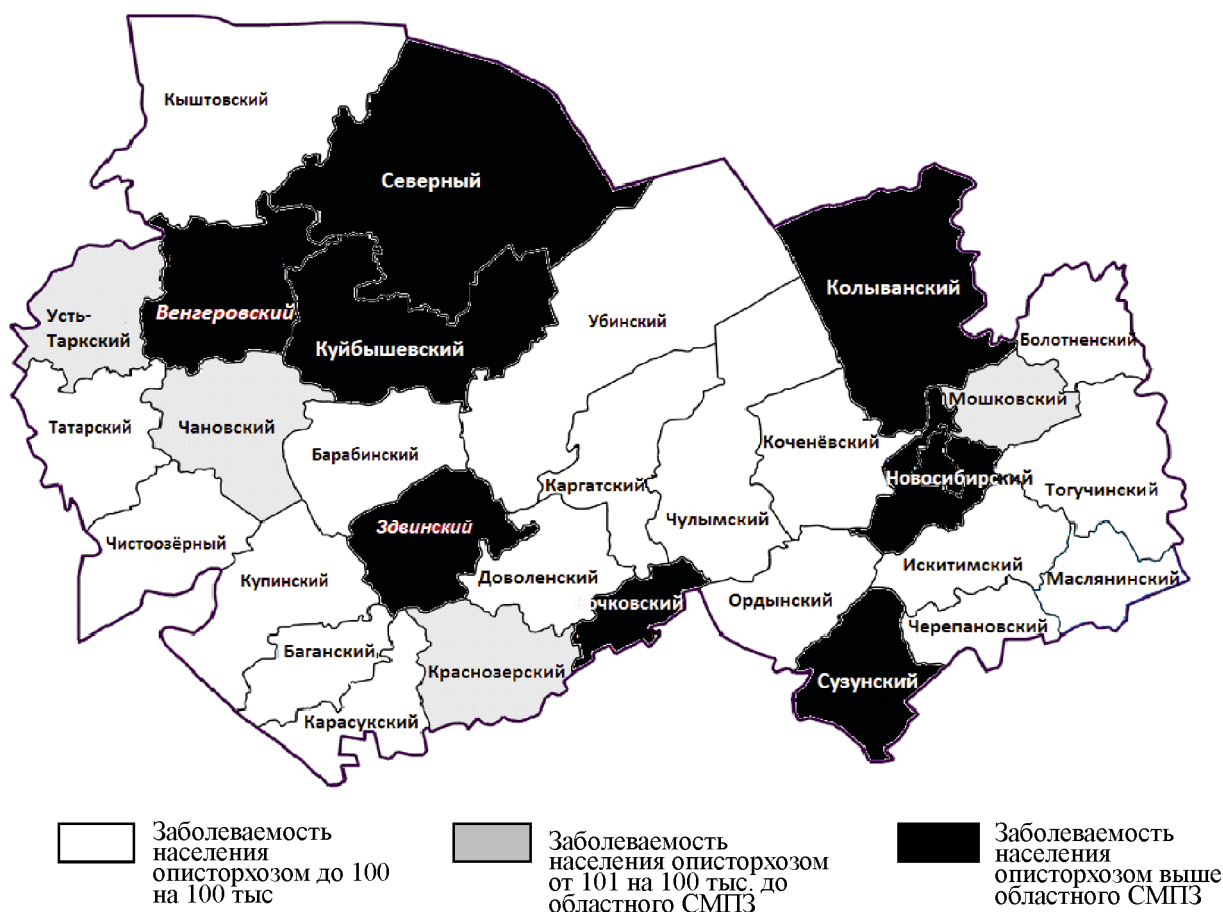 Кыштовский
Северный
Колыванский
Венгеровский
Усть-
Таркский
Убинский
Куйбышевский
Болотненский
Мошковский
Татарский
Чановский
Барабинский
Коченёвский
Каргатский
Новосибирский
Тогучинский
Чулымский
Здвинский
Чистоозёрный
Купинский
Доволенский
Искитимский
Маслянинский
Кочковский
Ордынский
Черепановский
Баганский
Краснозерский
Сузунский
Карасукский
Заболеваемость
населения
описторхозом до 100
на 100 тыс
Заболеваемость
населения описторхозом
от 101 на 100 тыс. до
областного СМПЗ
Заболеваемость
населения
описторхозом выше
областного СМПЗ